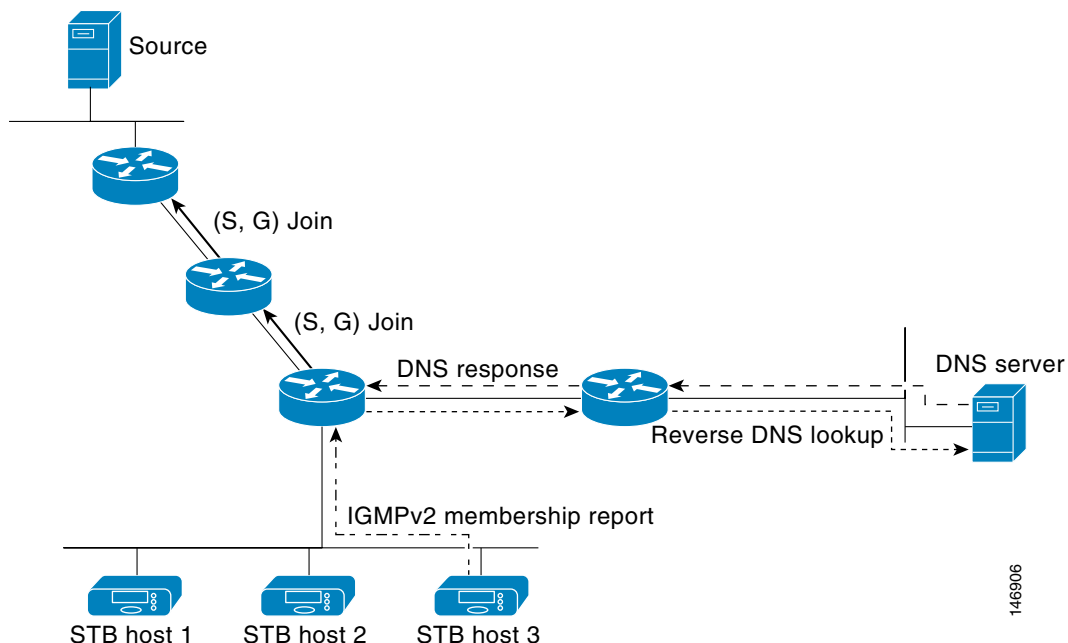 Source
(S, G) Join
(S, G) Join
DNS response
DNS server
Reverse DNS lookup
IGMPv2 membership report
STB host 1
STB host 2
STB host 3
146906